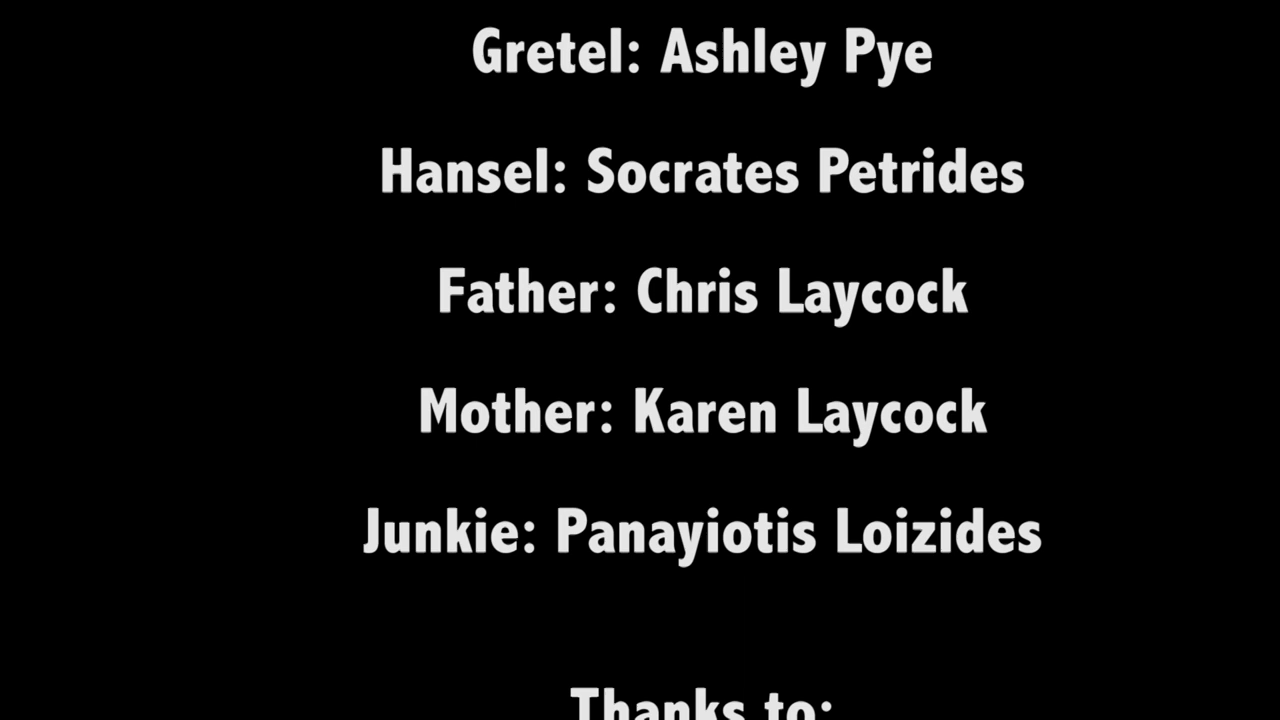 Gretel: Ashley Pye
Hansel: Socrates Petrides
Father: Chris Laycock
Mother: Karen Laycock
Junkie: Panayiotis Loizides
Thanks to: